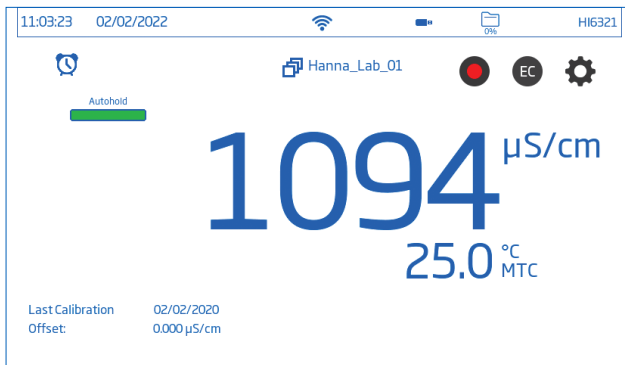 11:03:23 02/02/2022 0% HI6321
Hanna_Lab_01 EC
Autohold
1094 µS/cm
25.0 °C
MTC
Last Calibration 02/02/2020
Offset: 0.000 µS/cm